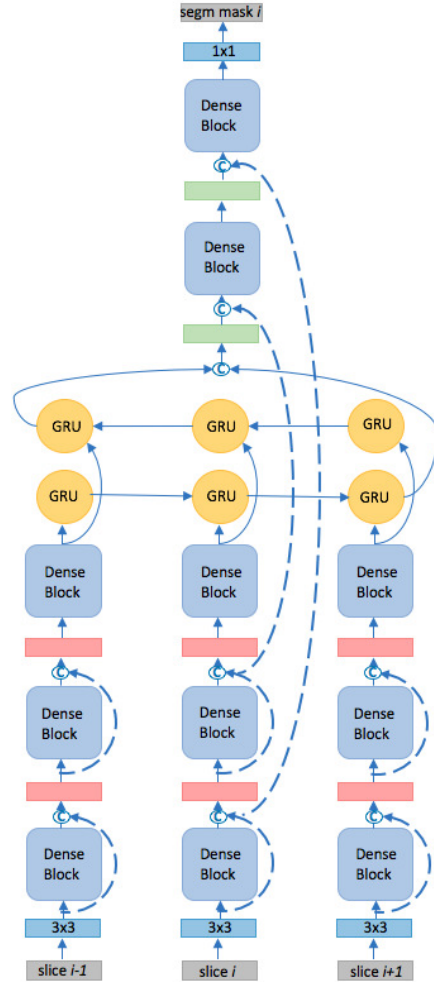 segm mask i
1x1
Dense
Block
C
Dense
Block
C
C
GRU GRU GRU
GRU GRU GRU
Dense
Block
Dense
Block
Dense
Block
C C C
Dense
Block
Dense
Block
Dense
Block
C C C
Dense
Block
Dense
Block
Dense
Block
3x3 3x3 3x3
slice i-1 slice i slice i+1